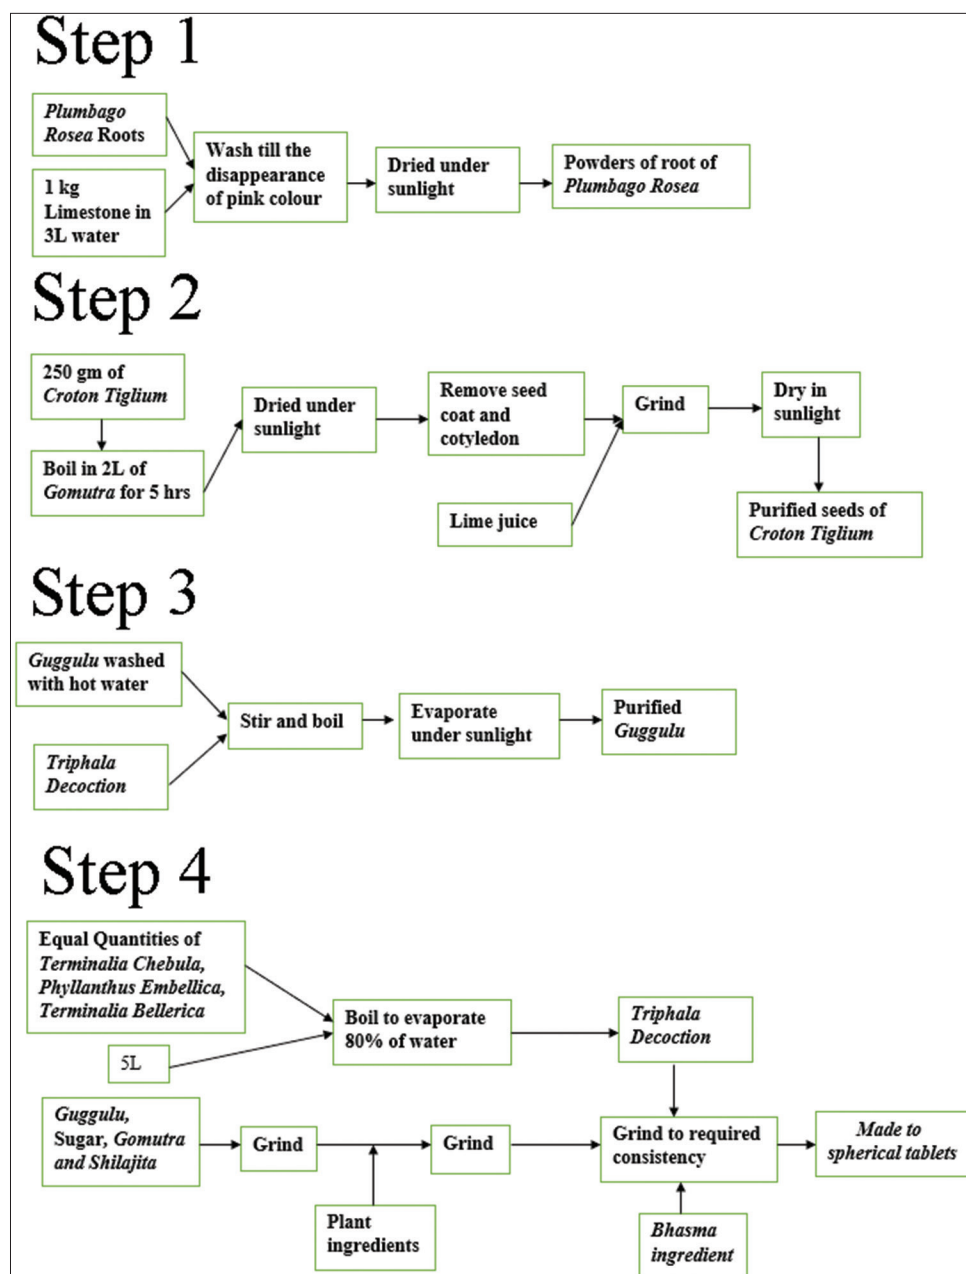 Step 1
Plumbago
Rosea Roots
1 kg
Limestone in
3L water
Wash till the
disappearance
of pink colour
Dried under
sunlight
Powders of root of
Plumbago Rosea
Step 2
250 gm of
Croton Tiglium
Boil in 2L of
Gomutra for 5 hrs
Dried under
sunlight
Remove seed
coat and
cotyledon
Lime juice
Grind
Dry in
sunlight
Purified seeds of
Croton Tiglium
Step 3
Guggulu washed
with hot water
Triphala
Decoction
Stir and boil
Evaporate
under sunlight
Purified
Guggulu
Step 4
Equal Quantities of
Terminalia Chebula,
Phyllanthus Embellica,
Terminalia Bellerica
5L
Boil to evaporate
80% of water
Triphala
Decoction
Guggulu,
Sugar, Gomutra
and Shilajita
Grind
Plant
ingredients
Grind
Grind to required
consistency
Bhasma
ingredient
Made to
spherical tablets